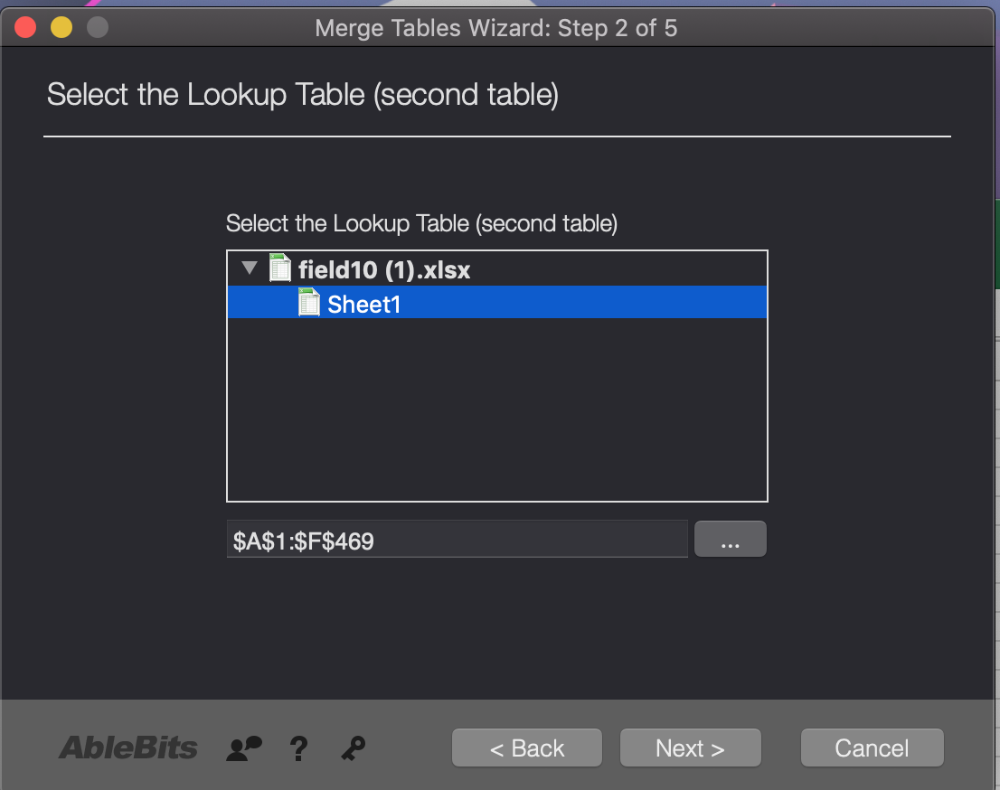 Merge Tables Wizard: Step 2 of 5
Select the Lookup Table (second table)
Select the Lookup Table (second table)
field10 (1).xlsx
Sheet1
$A$1:$F$469
...
AbleBits ? < Back Next > Cancel